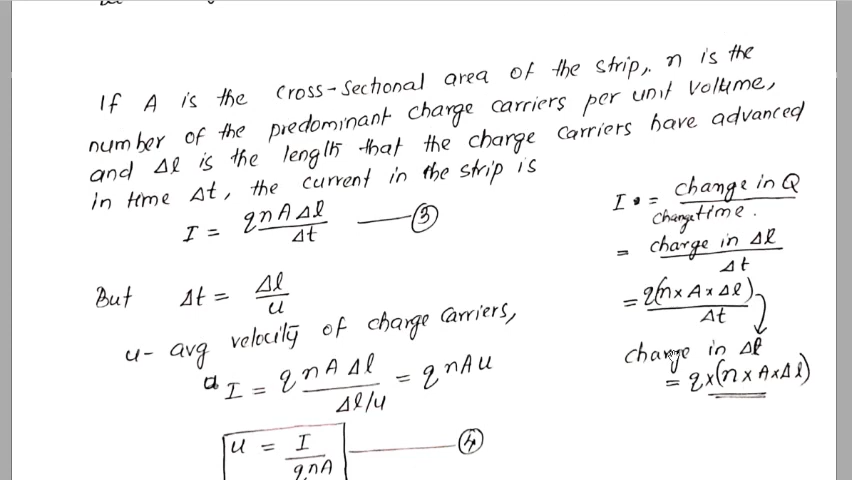 If A is the cross-sectional area of the strip, n is the
number of the predominant charge carriers per unit volume,
and Δl is the length that the charge carriers have advanced
in time Δt, the current in the strip is
I = qnAΔl / Δt — ③
But Δt = Δl / u
u - avg velocity of charge carriers,
I = qnAΔl / Δl/u = qnAu
u = I / qnA — ④
I = change in Q / change time.
= charge in Δl / Δt
= q(n × A × Δl) / Δt
charge in Δl
= q×(n × A×Δl)